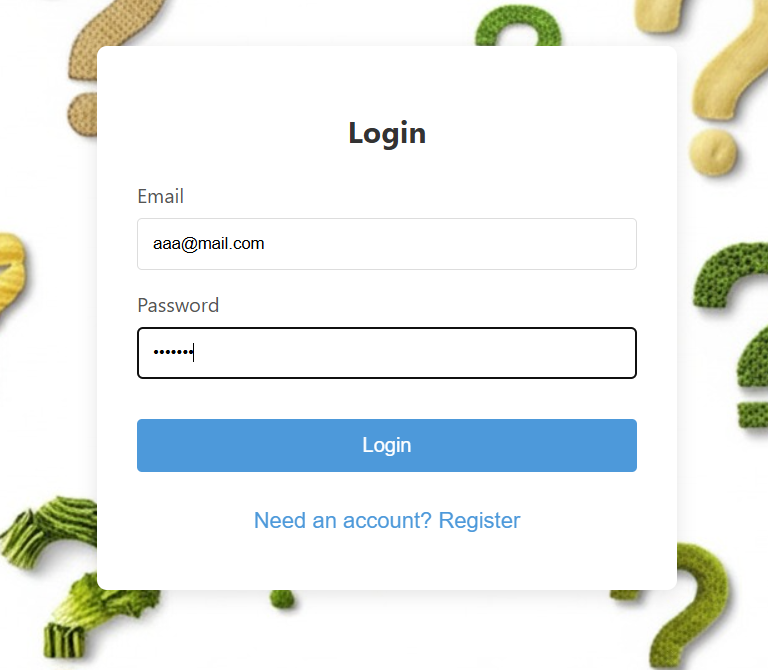 Login
Email
aaa@mail.com
Password
•••••••
Login
Need an account? Register